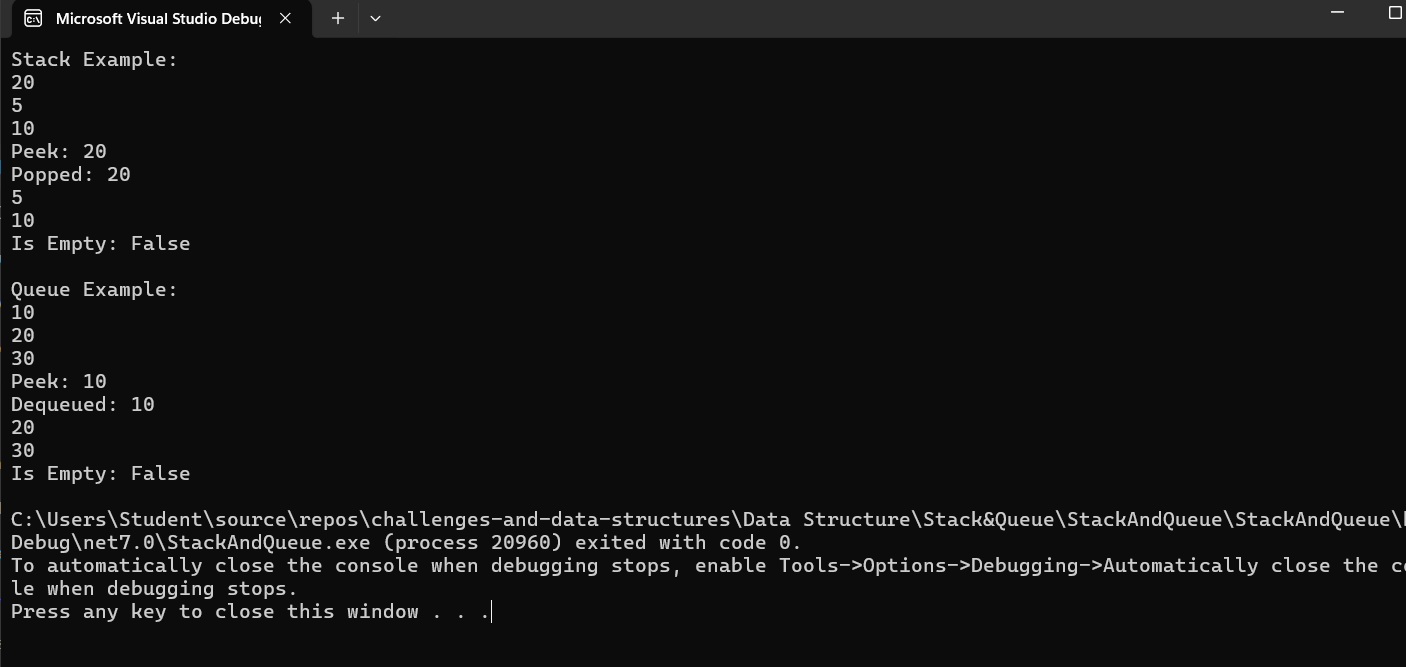 Microsoft Visual Studio Debu
Stack Example:
20
5
10
Peek: 20
Popped: 20
5
10
Is Empty: False
Queue Example:
10
20
30
Peek: 10
Dequeued: 10
20
30
Is Empty: False
C:\Users\Student\source\repos\challenges-and-data-structures\Data Structure\Stack&Queue\StackAndQueue\StackAndQueue\
Debug\net7.0\StackAndQueue.exe (process 20960) exited with code 0.
To automatically close the console when debugging stops, enable Tools->Options->Debugging->Automatically close the c
le when debugging stops.
Press any key to close this window . . .